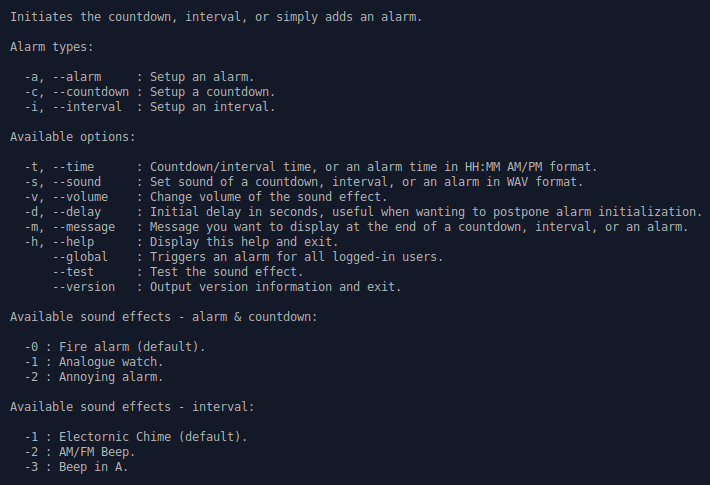 Initiates the countdown, interval, or simply adds an alarm.

Alarm types:

  -a, --alarm     : Setup an alarm.
  -c, --countdown : Setup a countdown.
  -i, --interval  : Setup an interval.

Available options:

  -t, --time      : Countdown/interval time, or an alarm time in HH:MM AM/PM format.
  -s, --sound     : Set sound of a countdown, interval, or an alarm in WAV format.
  -v, --volume    : Change volume of the sound effect.
  -d, --delay     : Initial delay in seconds, useful when wanting to postpone alarm initialization.
  -m, --message   : Message you want to display at the end of a countdown, interval, or an alarm.
  -h, --help      : Display this help and exit.
      --global    : Triggers an alarm for all logged-in users.
      --test      : Test the sound effect.
      --version   : Output version information and exit.

Available sound effects - alarm & countdown:

  -0 : Fire alarm (default).
  -1 : Analogue watch.
  -2 : Annoying alarm.

Available sound effects - interval:

  -1 : Electornic Chime (default).
  -2 : AM/FM Beep.
  -3 : Beep in A.